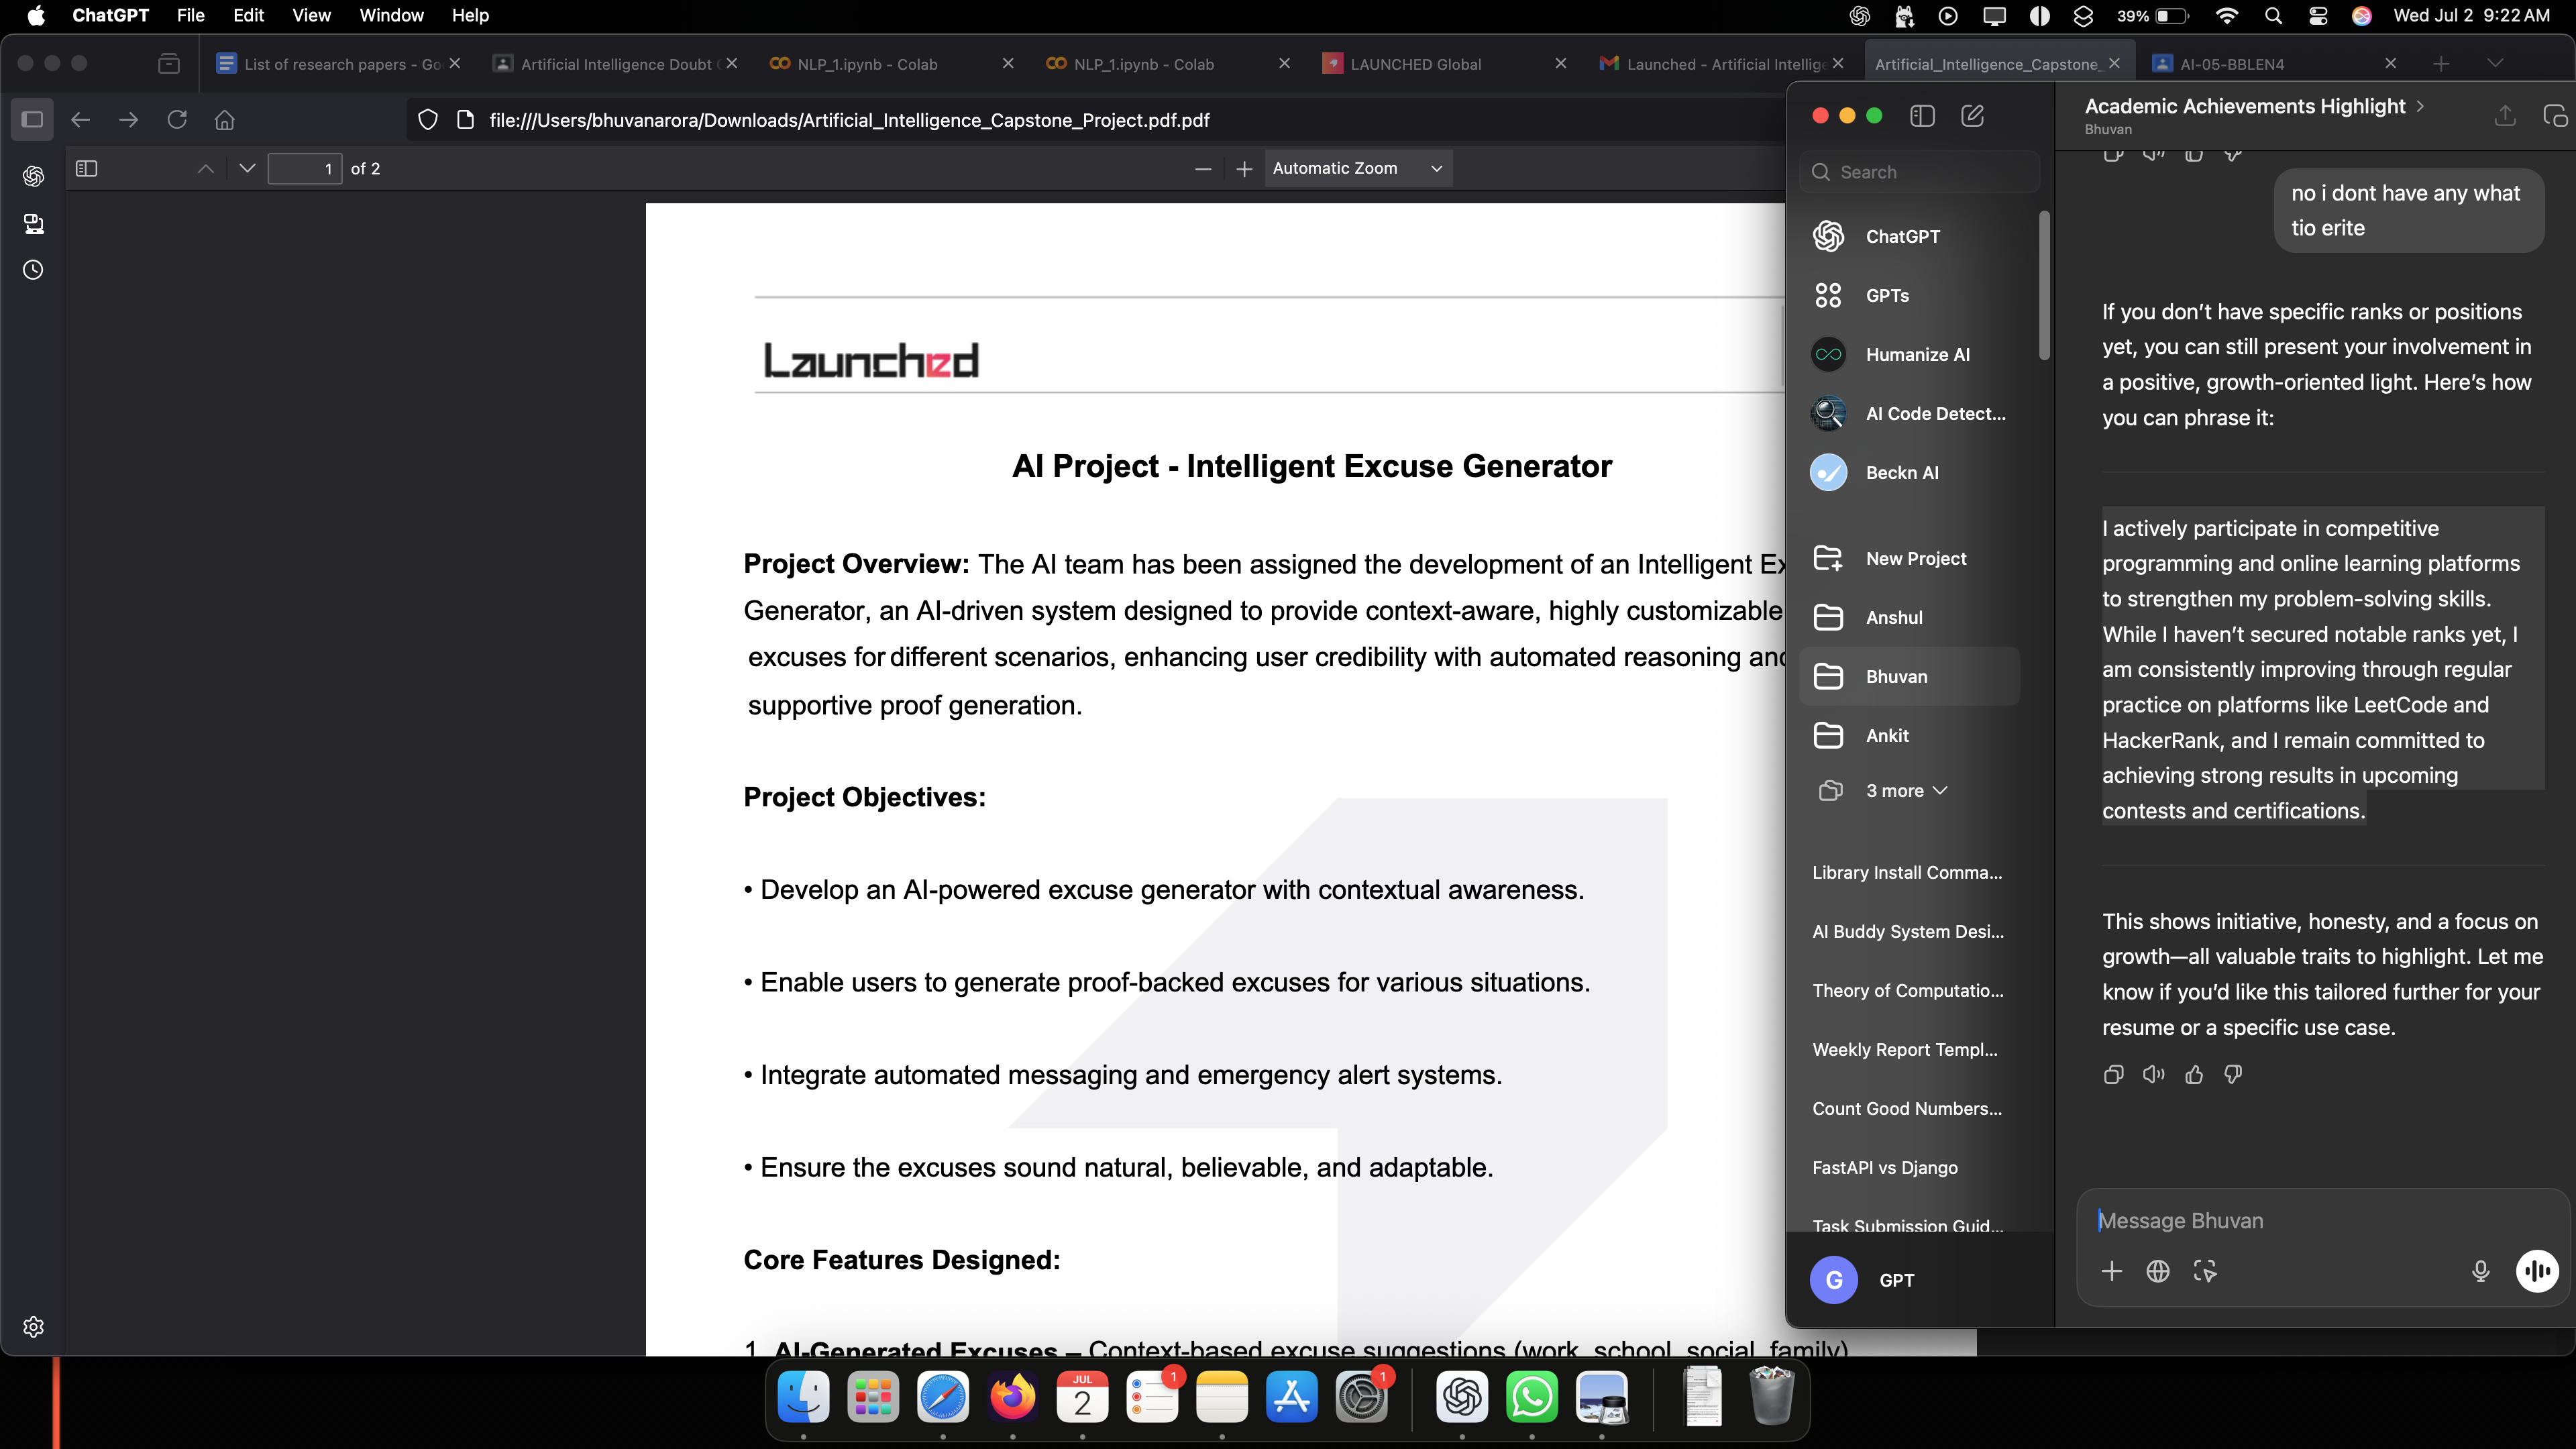 ChatGPT File Edit View Window Help
39% Wed Jul 2 9:22 AM
List of research papers - Go
Artificial Intelligence Doubt
NLP_1.ipynb - Colab
NLP_1.ipynb - Colab
LAUNCHED Global
Launched - Artificial Intellige
Artificial_Intelligence_Capstone_
AI-05-BBLEN4
file:///Users/bhuvanarora/Downloads/Artificial_Intelligence_Capstone_Project.pdf.pdf
1 of 2
Automatic Zoom
Launched
AI Project - Intelligent Excuse Generator
Project Overview: The AI team has been assigned the development of an Intelligent Ex
Generator, an AI-driven system designed to provide context-aware, highly customizable
excuses for different scenarios, enhancing user credibility with automated reasoning and
supportive proof generation.
Project Objectives:
• Develop an AI-powered excuse generator with contextual awareness.
• Enable users to generate proof-backed excuses for various situations.
• Integrate automated messaging and emergency alert systems.
• Ensure the excuses sound natural, believable, and adaptable.
Core Features Designed:
1. AI-Generated Excuses – Context-based excuse suggestions (work, school, social, family)
Search
ChatGPT
GPTs
Humanize AI
AI Code Detect...
Beckn AI
New Project
Anshul
Bhuvan
Ankit
3 more
Library Install Comma...
AI Buddy System Desi...
Theory of Computatio...
Weekly Report Templ...
Count Good Numbers...
FastAPI vs Django
Task Submission Guid...
G GPT
Academic Achievements Highlight
Bhuvan
no i dont have any what
tio erite
If you don’t have specific ranks or positions
yet, you can still present your involvement in
a positive, growth-oriented light. Here’s how
you can phrase it:
I actively participate in competitive
programming and online learning platforms
to strengthen my problem-solving skills.
While I haven’t secured notable ranks yet, I
am consistently improving through regular
practice on platforms like LeetCode and
HackerRank, and I remain committed to
achieving strong results in upcoming
contests and certifications.
This shows initiative, honesty, and a focus on
growth—all valuable traits to highlight. Let me
know if you’d like this tailored further for your
resume or a specific use case.
Message Bhuvan
JUL
2
1
1